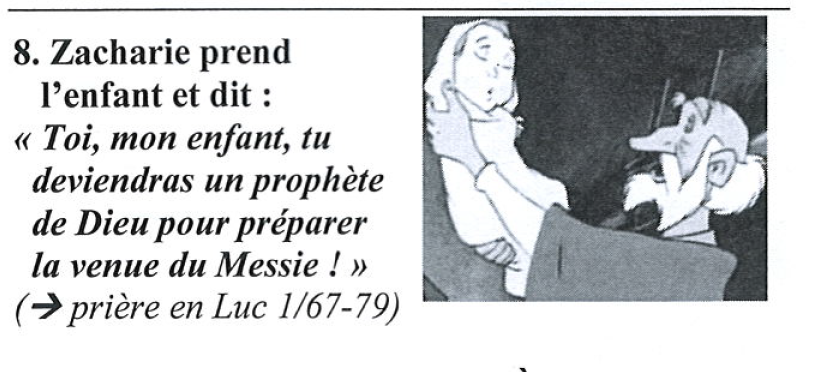 8. Zacharie prend
l’enfant et dit :
« Toi, mon enfant, tu
deviendras un prophète
de Dieu pour préparer
la venue du Messie ! »
(➔ prière en Luc 1/67-79)